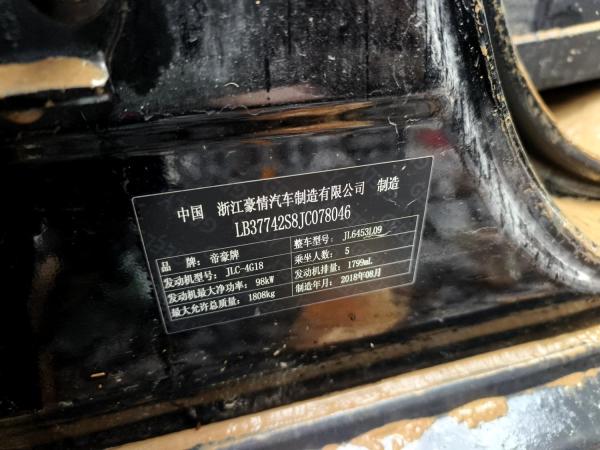 中国 浙江豪情汽车制造有限公司 制造
LB37742S8JC078046
品 牌：帝豪牌 整车型号：JL6453L09
发动机型号：JLC-4G18 乘坐人数：5
发动机最大净功率：98kW 发动机排量：1799mL
最大允许总质量：1808kg 制造年月：2018年08月